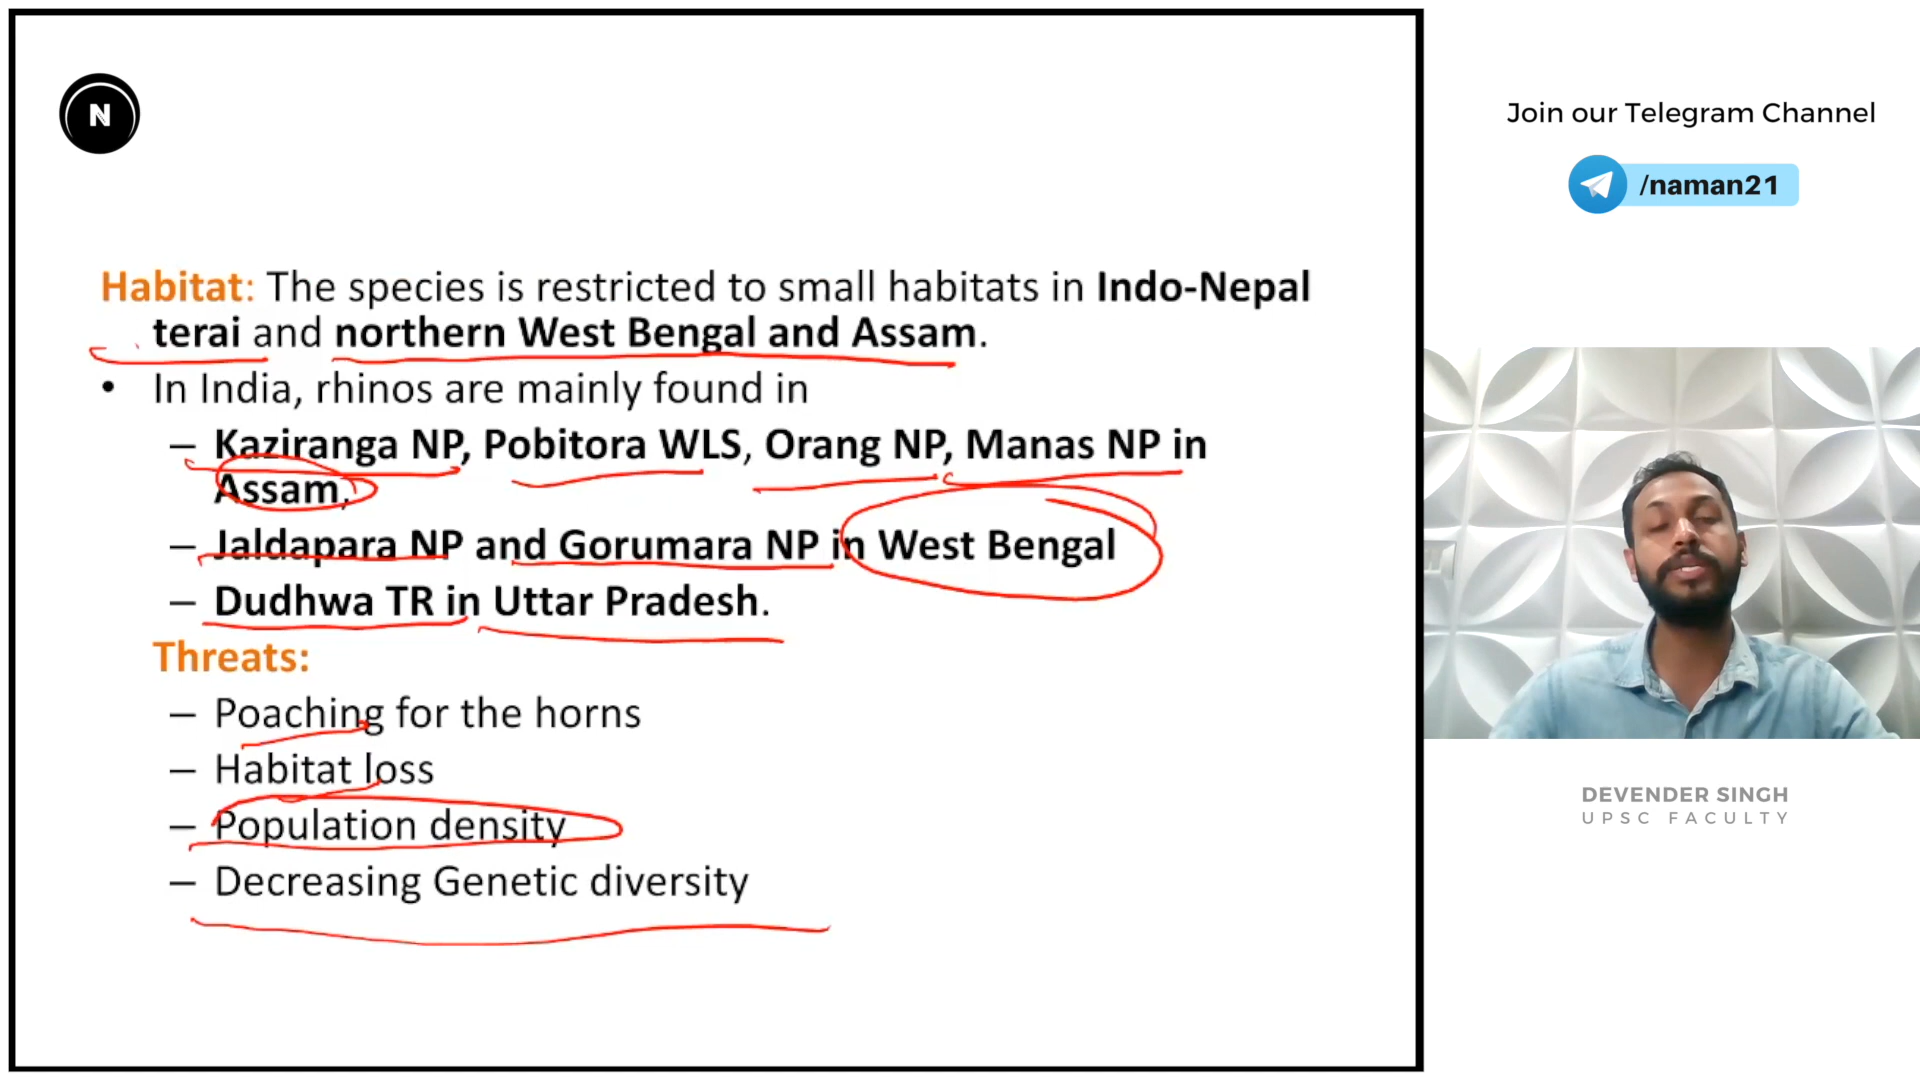 N
Habitat: The species is restricted to small habitats in Indo-Nepal
terai and northern West Bengal and Assam.
• In India, rhinos are mainly found in
– Kaziranga NP, Pobitora WLS, Orang NP, Manas NP in
Assam,
– Jaldapara NP and Gorumara NP in West Bengal
– Dudhwa TR in Uttar Pradesh.
Threats:
– Poaching for the horns
– Habitat loss
– Population density
– Decreasing Genetic diversity
Join our Telegram Channel
/naman21
DEVENDER SINGH
UPSC FACULTY